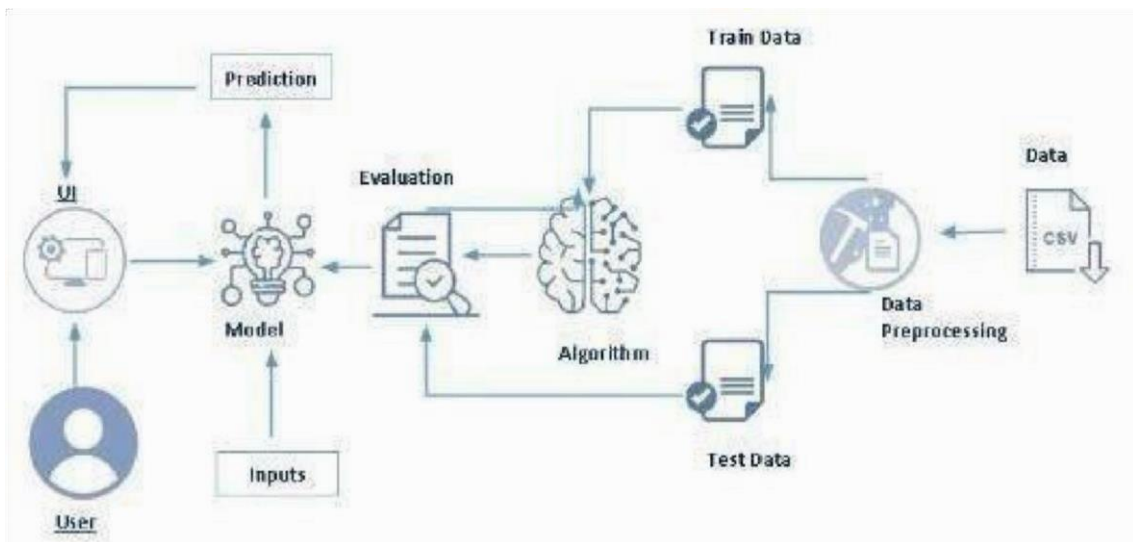 Train Data
Prediction
Data
Evaluation
UI
CSV
Data
Preprocessing
Model
Algorithm
Test Data
Inputs
User